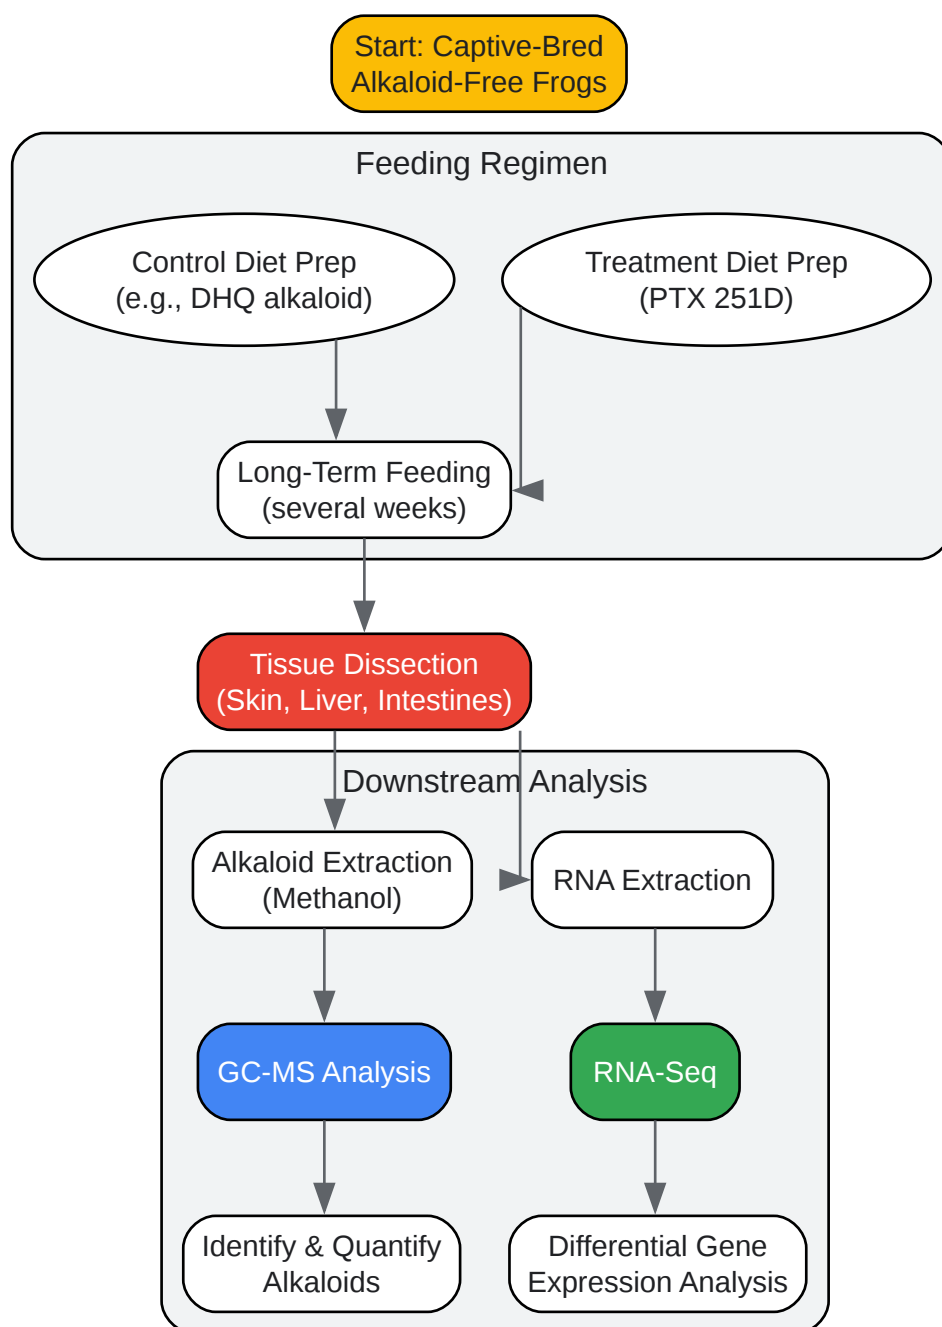 Start: Captive-Bred
Alkaloid-Free Frogs
Feeding Regimen
Control Diet Prep
(e.g., DHQ alkaloid)
Treatment Diet Prep
(PTX 251D)
Long-Term Feeding
(several weeks)
Tissue Dissection
(Skin, Liver, Intestines)
Downstream Analysis
Alkaloid Extraction
(Methanol)
RNA Extraction
GC-MS Analysis
RNA-Seq
Identify & Quantify
Alkaloids
Differential Gene
Expression Analysis